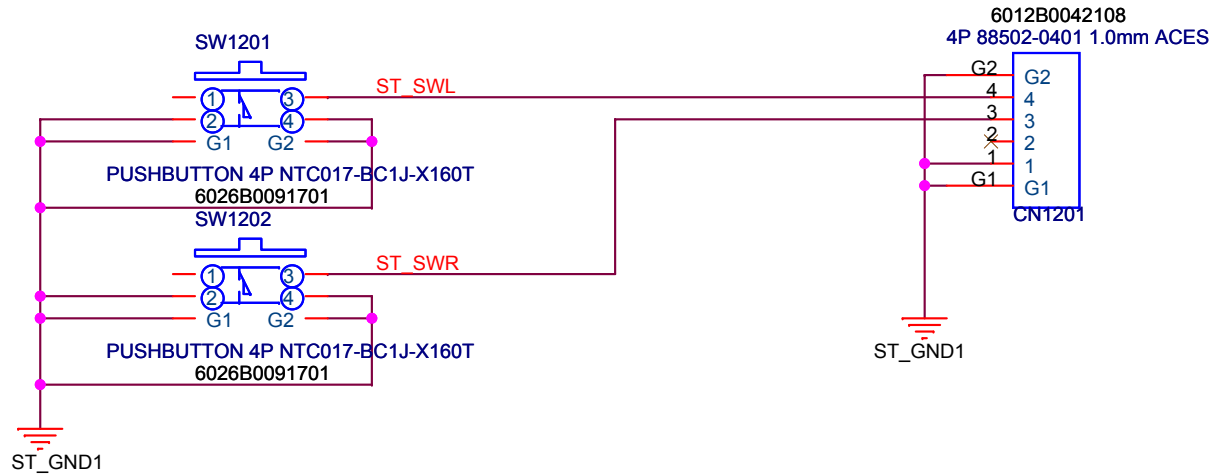 6012B0042108
4P 88502-0401 1.0mm ACES
SW1201
G2
G2
ST_SWL
1
3
4
4
2
4
3
3
G1
G2
2
2
1
1
PUSHBUTTON 4P NTC017-BC1J-X160T
G1
G1
6026B0091701
CN1201
SW1202
ST_SWR
1
3
2
4
G1
G2
ST_GND1
PUSHBUTTON 4P NTC017-BC1J-X160T
6026B0091701
ST_GND1